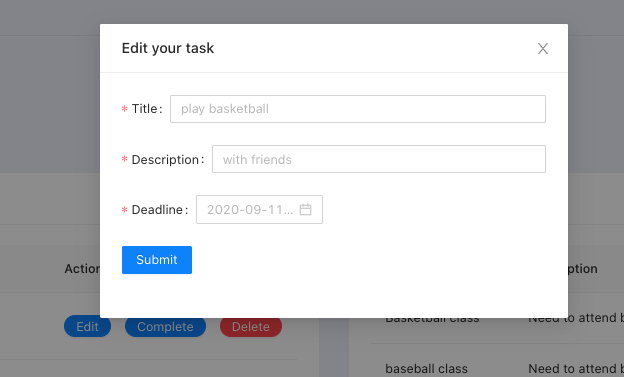 Edit your task
* Title:
play basketball
* Description:
with friends
* Deadline:
2020-09-11...
Submit
Action
ption
Edit
Complete
Delete
Basketball class
Need to attend b
baseball class
Need to attend b